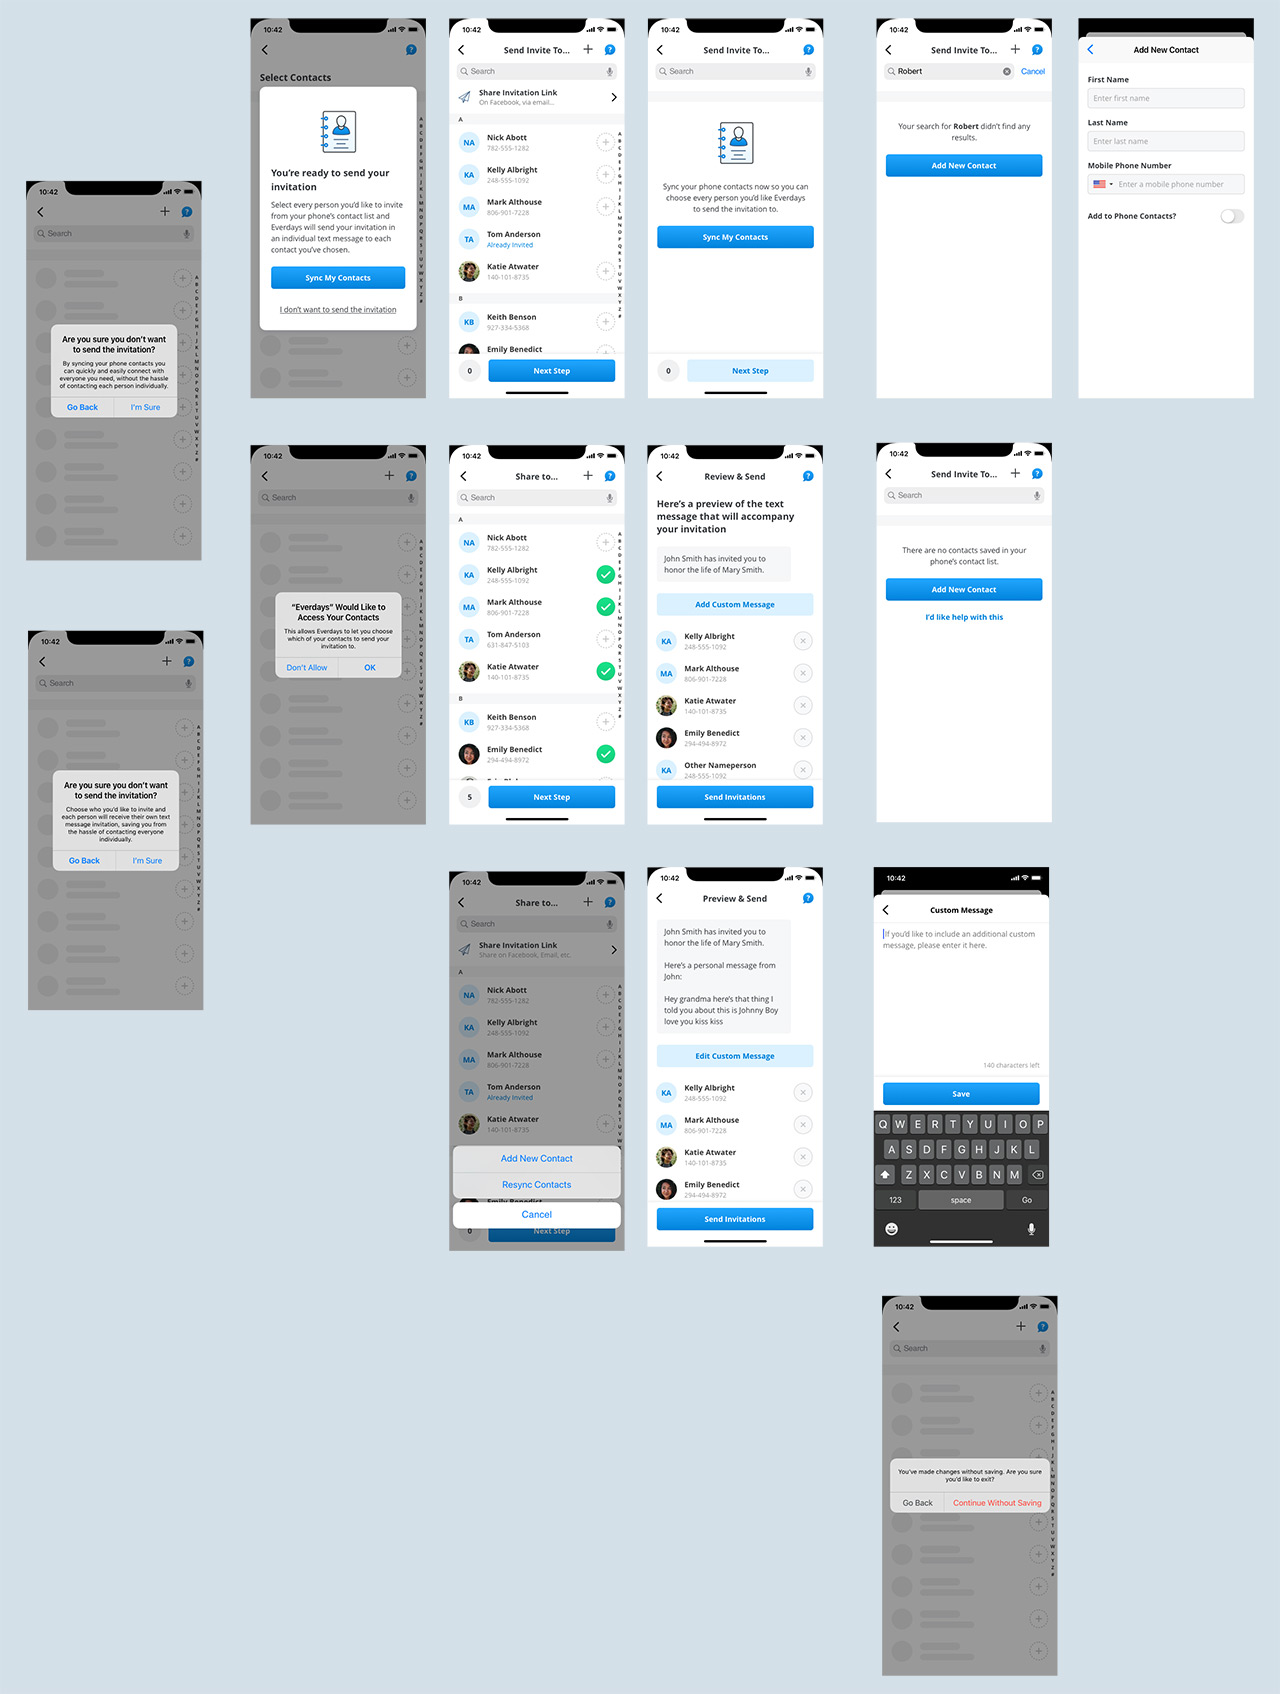 10:42
Select Contacts
You're ready to send your
invitation
Select every person you'd like to invite
from your phone's contact list and
Everdays will send your invitation in
an individual text message to each
contact you've chosen.
Sync My Contacts
I don't want to send the invitation
10:42
Send Invite To...
Search
Share Invitation Link
On Facebook, via email...
A
NA
Nick Abott
782-555-1282
KA
Kelly Albright
248-555-1092
MA
Mark Althouse
806-901-7228
TA
Tom Anderson
Already Invited
Katie Atwater
140-101-8735
B
KB
Keith Benson
927-334-5368
Emily Benedict
0
Next Step
10:42
Send Invite To...
Search
Sync your phone contacts now so you can
choose every person you'd like Everdays
to send the invitation to.
Sync My Contacts
0
Next Step
10:42
Send Invite To...
Robert
Cancel
Your search for Robert didn't find any
results.
Add New Contact
Add New Contact
First Name
Enter first name
Last Name
Enter last name
Mobile Phone Number
Enter a mobile phone number
Add to Phone Contacts?
10:42
Search
Are you sure you don't want
to send the invitation?
By syncing your phone contacts you
can quickly and easily connect with
everyone you need, without the hassle
of contacting each person individually.
Go Back
I'm Sure
10:42
Search
"Everdays" Would Like to
Access Your Contacts
This allows Everdays to let you choose
which of your contacts to send your
invitation to.
Don't Allow
OK
10:42
Share to...
Search
A
NA
Nick Abott
782-555-1282
KA
Kelly Albright
248-555-1092
MA
Mark Althouse
806-901-7228
TA
Tom Anderson
631-847-5103
Katie Atwater
140-101-8735
B
KB
Keith Benson
927-334-5368
Emily Benedict
294-494-8972
5
Next Step
10:42
Review & Send
Here's a preview of the text
message that will accompany
your invitation
John Smith has invited you to
honor the life of Mary Smith.
Add Custom Message
KA
Kelly Albright
248-555-1092
MA
Mark Althouse
806-901-7228
Katie Atwater
140-101-8735
Emily Benedict
294-494-8972
KA
Other Nameperson
248-555-1092
Send Invitations
10:42
Send Invite To...
Search
There are no contacts saved in your
phone's contact list.
Add New Contact
I'd like help with this
10:42
Search
Are you sure you don't want
to send the invitation?
Choose who you'd like to invite and
each person will receive their own text
message invitation, saving you from
the hassle of contacting everyone
individually.
Go Back
I'm Sure
10:42
Share to...
Search
Share Invitation Link
Share on Facebook, Email, etc.
A
NA
Nick Abott
782-555-1282
KA
Kelly Albright
248-555-1092
MA
Mark Althouse
806-901-7228
TA
Tom Anderson
Already Invited
Katie Atwater
140-101-8735
Add New Contact
Resync Contacts
Cancel
0
Next Step
10:42
Preview & Send
John Smith has invited you to
honor the life of Mary Smith.
Here's a personal message from
John:
Hey grandma here's that thing I
told you about this is Johnny Boy
love you kiss kiss
Edit Custom Message
KA
Kelly Albright
248-555-1092
MA
Mark Althouse
806-901-7228
Katie Atwater
140-101-8735
Emily Benedict
294-494-8972
Send Invitations
10:42
Custom Message
If you'd like to include an additional custom
message, please enter it here.
140 characters left
Save
Q W E R T Y U I O P
A S D F G H J K L
Z X C V B N M
123
space
Go
10:42
Search
You've made changes without saving. Are you sure
you'd like to exit?
Go Back
Continue Without Saving